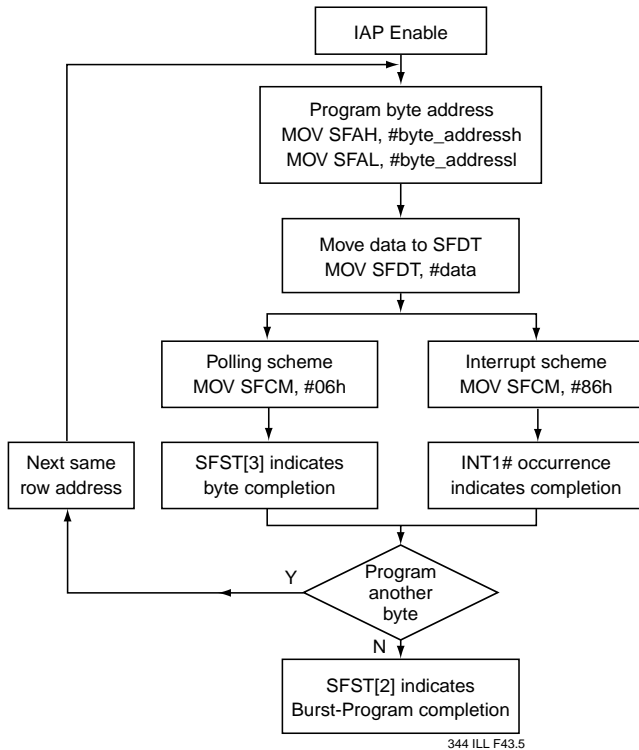 IAP Enable
Program byte address
MOV SFAH, #byte_addressh
MOV SFAL, #byte_addressl
Move data to SFDT
MOV SFDT, #data
Polling scheme
MOV SFCM, #06h
Interrupt scheme
MOV SFCM, #86h
Next same
row address
SFST[3] indicates
byte completion
INT1# occurrence
indicates completion
Y
Program
another
byte
N
SFST[2] indicates
Burst-Program completion
344 ILL F43.5